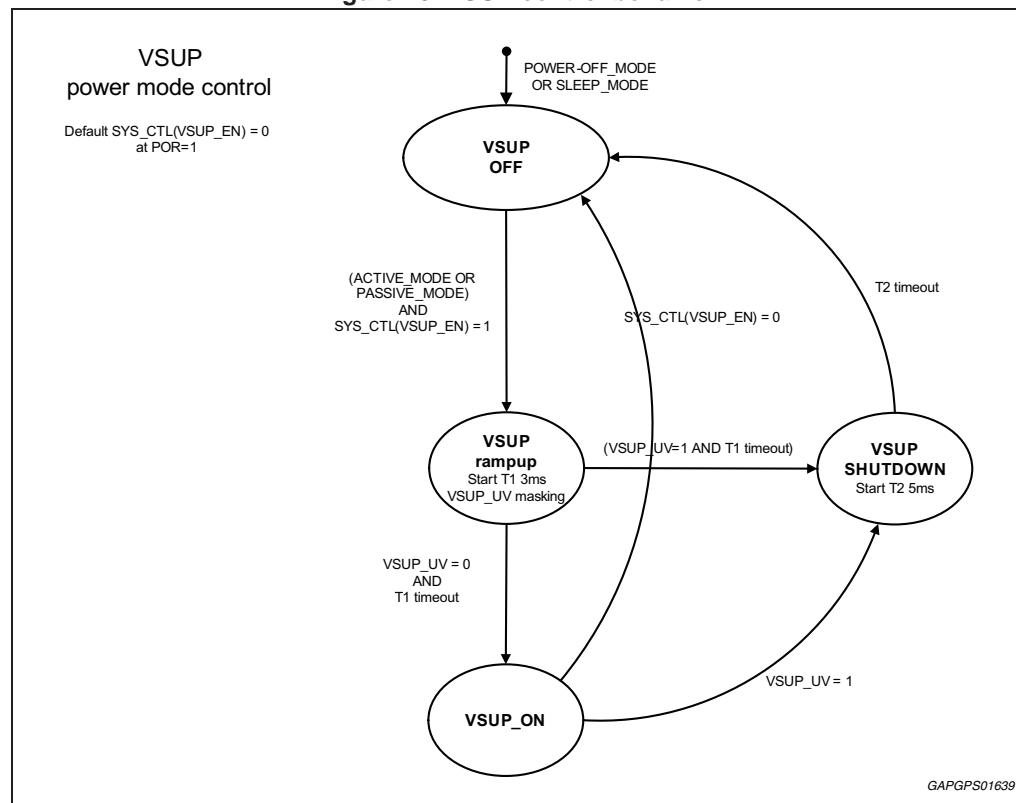 VSUP
power mode control
Default SYS_CTL(VSUP_EN) = 0
at POR=1
POWER-OFF_MODE
OR SLEEP_MODE
VSUP
OFF
(ACTIVE_MODE OR
PASSIVE_MODE)
AND
SYS_CTL(VSUP_EN) = 1
SYS_CTL(VSUP_EN) = 0
T2 timeout
VSUP
rampup
Start T1 3ms
VSUP_UV masking
(VSUP_UV=1 AND T1 timeout)
VSUP
SHUTDOWN
Start T2 5ms
VSUP_UV = 0
AND
T1 timeout
VSUP_UV = 1
VSUP_ON
GAPGPS01639